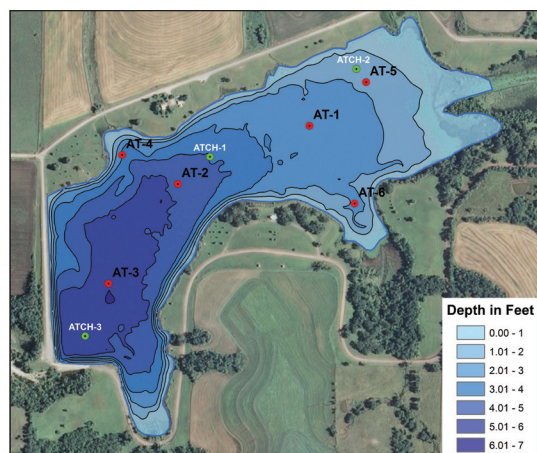 ATCH-2
AT-5
AT-1
AT-4
ATCH-1
AT-2
AT-6
AT-3
ATCH-3
Depth in Feet
0.00 - 1
1.01 - 2
2.01 - 3
3.01 - 4
4.01 - 5
5.01 - 6
6.01 - 7